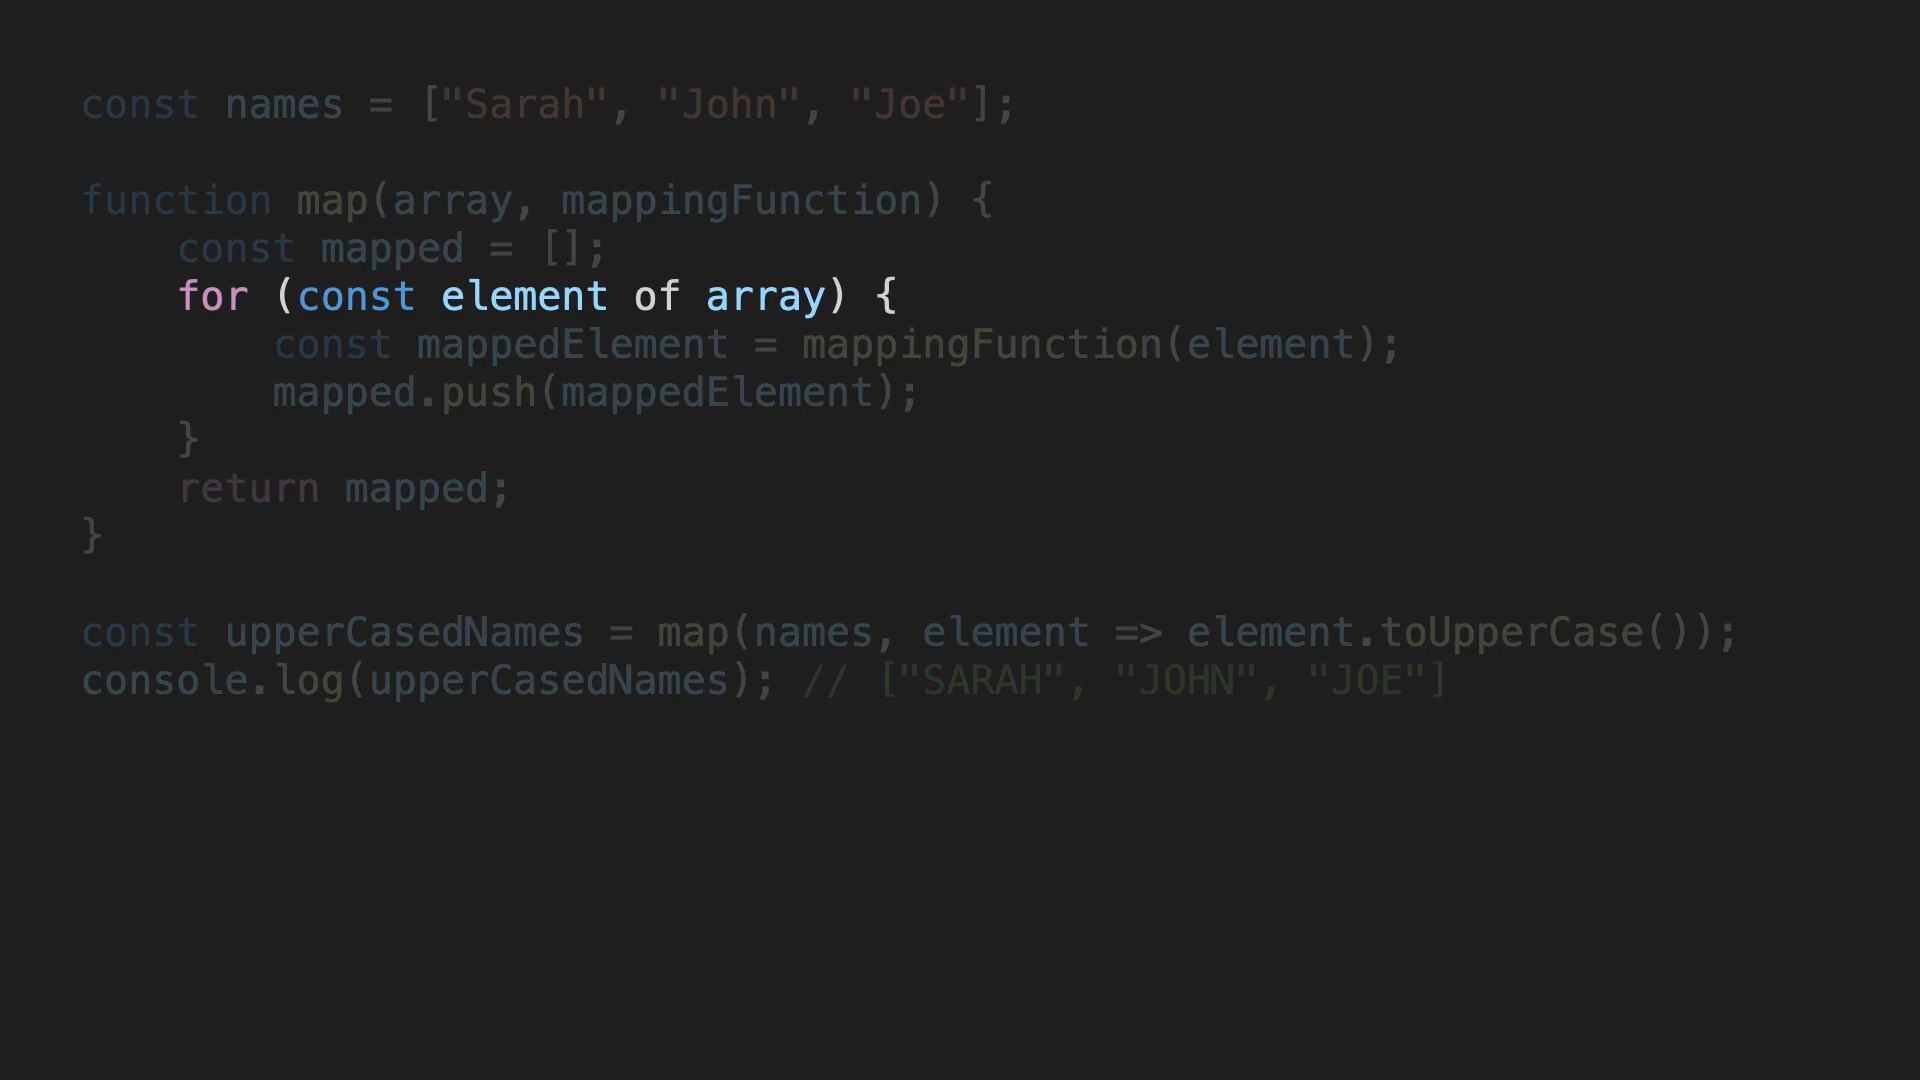 const names = ["Sarah", "John", "Joe"];
function map(array, mappingFunction) {
    const mapped = [];
    for (const element of array) {
        const mappedElement = mappingFunction(element);
        mapped.push(mappedElement);
    }
    return mapped;
}
const upperCasedNames = map(names, element => element.toUpperCase());
console.log(upperCasedNames); // ["SARAH", "JOHN", "JOE"]